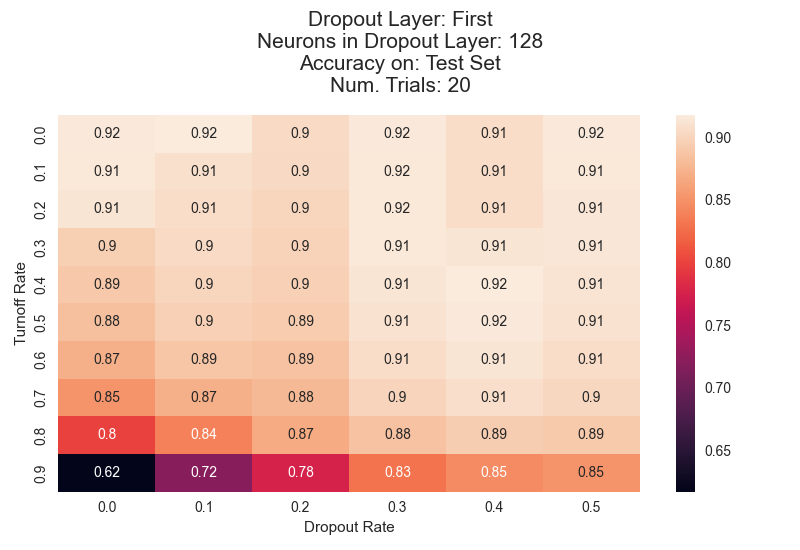 Dropout Layer: First
Neurons in Dropout Layer: 128
Accuracy on: Test Set
Num. Trials: 20
Turnoff Rate
0.0 0.92 0.92 0.9 0.92 0.91 0.92
0.1 0.91 0.91 0.9 0.92 0.91 0.91
0.2 0.91 0.91 0.9 0.92 0.91 0.91
0.3 0.9 0.9 0.9 0.91 0.91 0.91
0.4 0.89 0.9 0.9 0.91 0.92 0.91
0.5 0.88 0.9 0.89 0.91 0.92 0.91
0.6 0.87 0.89 0.89 0.91 0.91 0.91
0.7 0.85 0.87 0.88 0.9 0.91 0.9
0.8 0.8 0.84 0.87 0.88 0.89 0.89
0.9 0.62 0.72 0.78 0.83 0.85 0.85
0.0 0.1 0.2 0.3 0.4 0.5
Dropout Rate
0.90
0.85
0.80
0.75
0.70
0.65